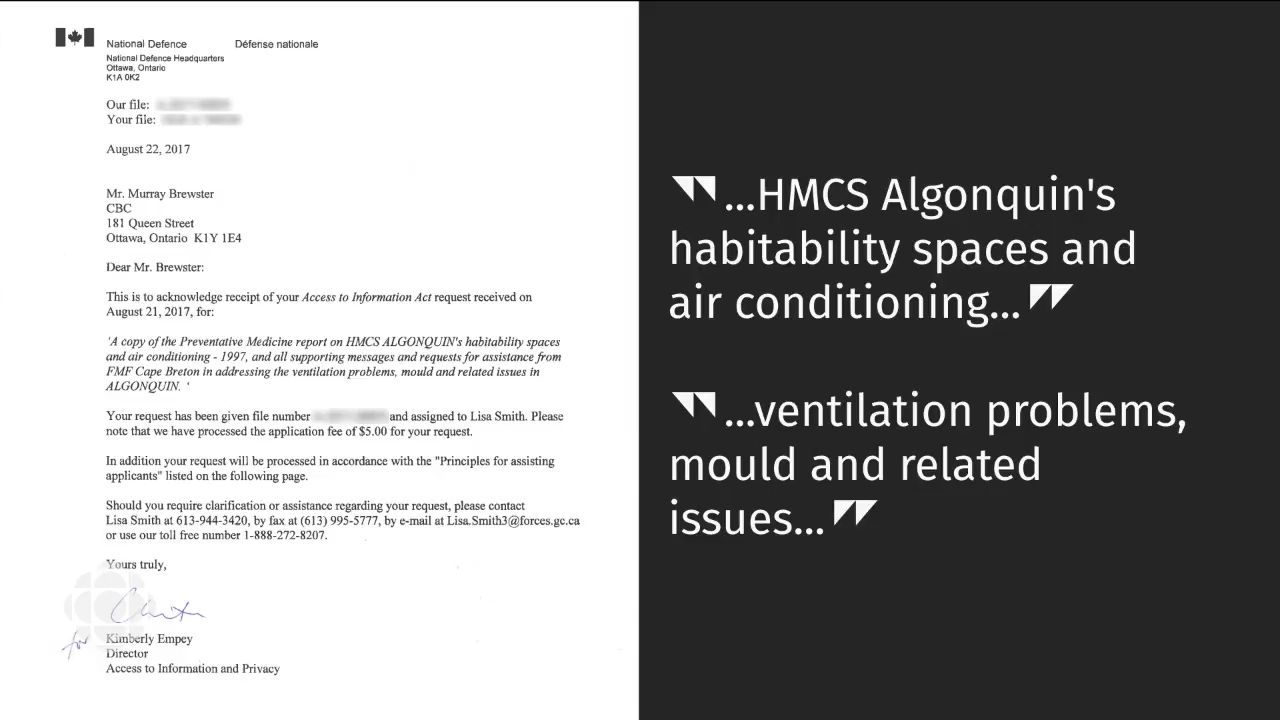 National Defence Défense nationale
National Defence Headquarters
Ottawa, Ontario
K1A 0K2
Our file:
Your file:
August 22, 2017
Mr. Murray Brewster
CBC
181 Queen Street
Ottawa, Ontario K1Y 1E4
Dear Mr. Brewster:
This is to acknowledge receipt of your Access to Information Act request received on
August 21, 2017, for:
‘A copy of the Preventative Medicine report on HMCS ALGONQUIN's habitability spaces
and air conditioning - 1997, and all supporting messages and requests for assistance from
FMF Cape Breton in addressing the ventilation problems, mould and related issues in
ALGONQUIN. ‘
Your request has been given file number and assigned to Lisa Smith. Please
note that we have processed the application fee of $5.00 for your request.
In addition your request will be processed in accordance with the "Principles for assisting
applicants" listed on the following page.
Should you require clarification or assistance regarding your request, please contact
Lisa Smith at 613-944-3420, by fax at (613) 995-5777, by e-mail at Lisa.Smith3@forces.gc.ca
or use our toll free number 1-888-272-8207.
Yours truly,
for
Kimberly Empey
Director
Access to Information and Privacy
"...HMCS Algonquin's
habitability spaces and
air conditioning..."
"...ventilation problems,
mould and related
issues..."